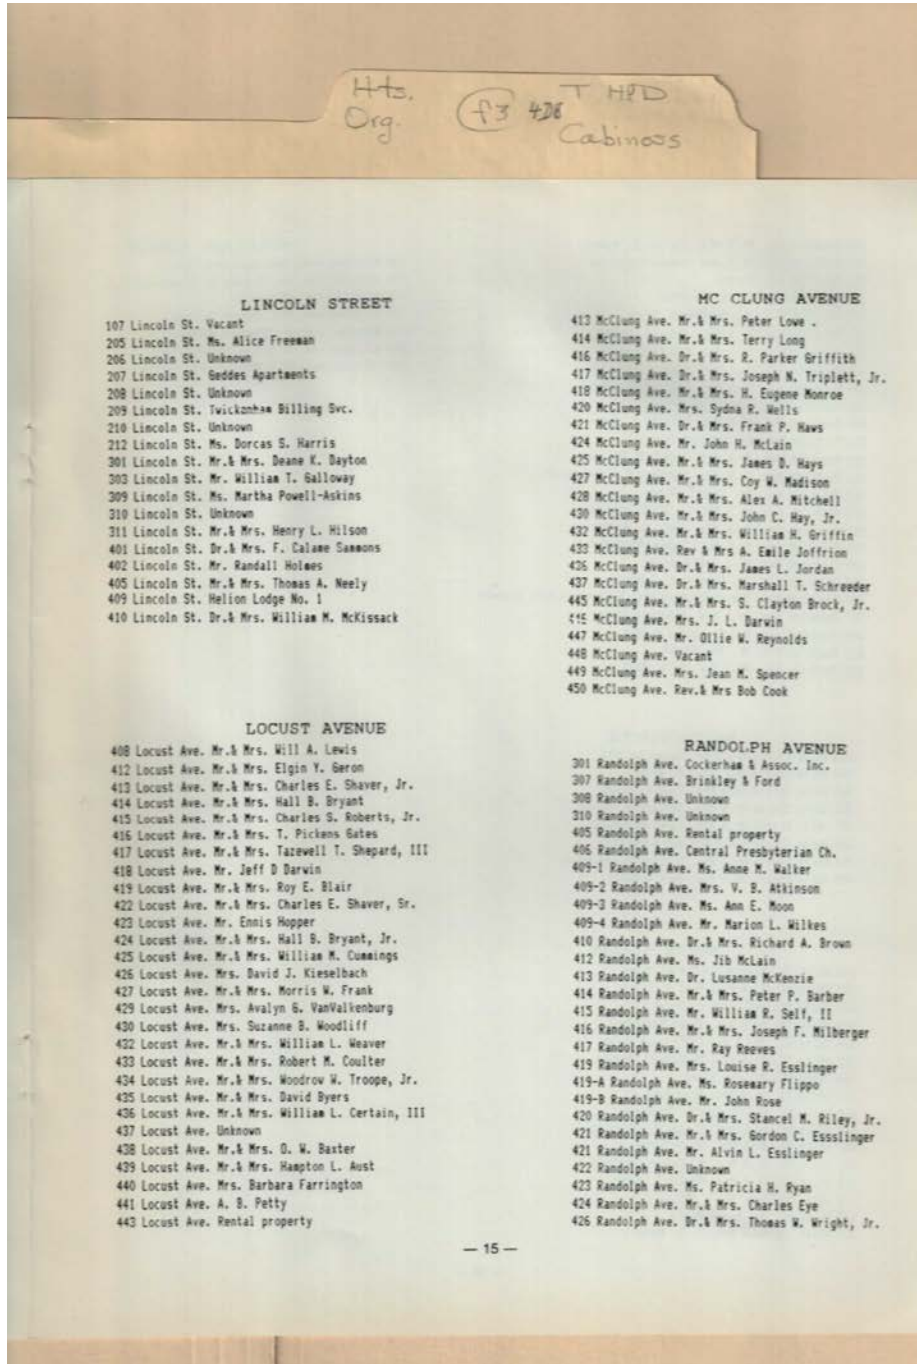 Hts.
Org.
f3
4D8
T HPD
Cabinoss
LINCOLN STREET
107 Lincoln St. Vacant
205 Lincoln St. Ms. Alice Freeman
206 Lincoln St. Unknown
207 Lincoln St. Geddes Apartments
208 Lincoln St. Unknown
209 Lincoln St. Twickenham Billing Svc.
210 Lincoln St. Unknown
212 Lincoln St. Ms. Dorcas S. Harris
301 Lincoln St. Mr.& Mrs. Deane K. Dayton
303 Lincoln St. Mr. William T. Galloway
309 Lincoln St. Ms. Martha Powell-Askins
310 Lincoln St. Unknown
311 Lincoln St. Mr.& Mrs. Henry L. Hilson
401 Lincoln St. Dr.& Mrs. F. Calame Sammons
402 Lincoln St. Mr. Randall Holmes
405 Lincoln St. Mr.& Mrs. Thomas A. Neely
409 Lincoln St. Helion Lodge No. 1
410 Lincoln St. Dr.& Mrs. William M. McKissack
LOCUST AVENUE
408 Locust Ave. Mr.& Mrs. Will A. Lewis
412 Locust Ave. Mr.& Mrs. Elgin Y. Geron
413 Locust Ave. Mr.& Mrs. Charles E. Shaver, Jr.
414 Locust Ave. Mr.& Mrs. Hall B. Bryant
415 Locust Ave. Mr.& Mrs. Charles S. Roberts, Jr.
416 Locust Ave. Mr.& Mrs. T. Pickens Gates
417 Locust Ave. Mr.& Mrs. Tazewell T. Shepard, III
418 Locust Ave. Mr. Jeff D Darwin
419 Locust Ave. Mr.& Mrs. Roy E. Blair
422 Locust Ave. Mr.& Mrs. Charles E. Shaver, Sr.
423 Locust Ave. Mr. Ennis Hopper
424 Locust Ave. Mr.& Mrs. Hall B. Bryant, Jr.
425 Locust Ave. Mr.& Mrs. William M. Cummings
426 Locust Ave. Mrs. David J. Kieselbach
427 Locust Ave. Mr.& Mrs. Morris W. Frank
429 Locust Ave. Mrs. Avalyn G. VanValkenburg
430 Locust Ave. Mrs. Suzanne B. Woodliff
432 Locust Ave. Mr.& Mrs. William L. Weaver
433 Locust Ave. Mr.& Mrs. Robert M. Coulter
434 Locust Ave. Mr.& Mrs. Woodrow W. Troope, Jr.
435 Locust Ave. Mr.& Mrs. David Byers
436 Locust Ave. Mr.& Mrs. William L. Certain, III
437 Locust Ave. Unknown
438 Locust Ave. Mr.& Mrs. O. W. Baxter
439 Locust Ave. Mr.& Mrs. Hampton L. Aust
440 Locust Ave. Mrs. Barbara Farrington
441 Locust Ave. A. B. Petty
443 Locust Ave. Rental property
MC CLUNG AVENUE
413 McClung Ave. Mr.& Mrs. Peter Lowe .
414 McClung Ave. Mr.& Mrs. Terry Long
416 McClung Ave. Dr.& Mrs. R. Parker Griffith
417 McClung Ave. Dr.& Mrs. Joseph N. Triplett, Jr.
418 McClung Ave. Mr.& Mrs. H. Eugene Monroe
420 McClung Ave. Mrs. Sydna R. Wells
421 McClung Ave. Dr.& Mrs. Frank P. Haws
424 McClung Ave. Mr. John H. McLain
425 McClung Ave. Mr.& Mrs. James D. Hays
427 McClung Ave. Mr.& Mrs. Coy W. Madison
428 McClung Ave. Mr.& Mrs. Alex A. Mitchell
430 McClung Ave. Mr.& Mrs. John C. Hay, Jr.
432 McClung Ave. Mr.& Mrs. William H. Griffin
433 McClung Ave. Rev & Mrs A. Emile Joffrion
436 McClung Ave. Dr.& Mrs. James L. Jordan
437 McClung Ave. Dr.& Mrs. Marshall T. Schreeder
445 McClung Ave. Mr.& Mrs. S. Clayton Brock, Jr.
McClung Ave. Mrs. J. L. Darwin
447 McClung Ave. Mr. Ollie W. Reynolds
448 McClung Ave. Vacant
449 McClung Ave. Mrs. Jean M. Spencer
450 McClung Ave. Rev.& Mrs Bob Cook
RANDOLPH AVENUE
301 Randolph Ave. Cockerham & Assoc. Inc.
307 Randolph Ave. Brinkley & Ford
308 Randolph Ave. Unknown
310 Randolph Ave. Unknown
405 Randolph Ave. Rental property
406 Randolph Ave. Central Presbyterian Ch.
409-1 Randolph Ave. Ms. Anne M. Walker
409-2 Randolph Ave. Mrs. V. B. Atkinson
409-3 Randolph Ave. Ms. Ann E. Moon
409-4 Randolph Ave. Mr. Marion L. Wilkes
410 Randolph Ave. Dr.& Mrs. Richard A. Brown
412 Randolph Ave. Ms. Jib McLain
413 Randolph Ave. Dr. Lusanne McKenzie
414 Randolph Ave. Mr.& Mrs. Peter P. Barber
415 Randolph Ave. Mr. William R. Self, II
416 Randolph Ave. Mr.& Mrs. Joseph F. Milberger
417 Randolph Ave. Mr. Ray Reeves
419 Randolph Ave. Mrs. Louise R. Esslinger
419-A Randolph Ave. Ms. Rosemary Flippo
419-B Randolph Ave. Mr. John Rose
420 Randolph Ave. Dr.& Mrs. Stancel M. Riley, Jr.
421 Randolph Ave. Mr.& Mrs. Gordon C. Essslinger
421 Randolph Ave. Mr. Alvin L. Esslinger
422 Randolph Ave. Unknown
423 Randolph Ave. Ms. Patricia H. Ryan
424 Randolph Ave. Mr.& Mrs. Charles Eye
426 Randolph Ave. Dr.& Mrs. Thomas W. Wright, Jr.
— 15 —